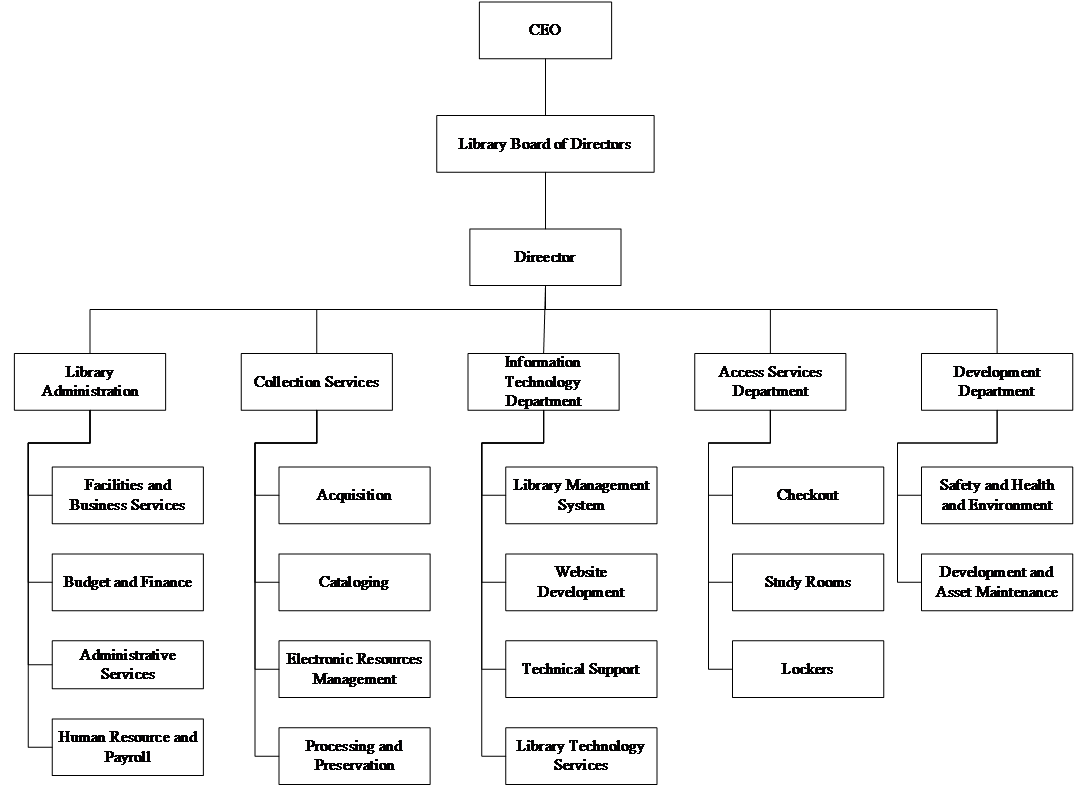 CEO
Library Board of Directors
Direector
Library
Administration
Collection Services
Information
Technology
Department
Access Services
Department
Development
Department
Facilities and
Business Services
Budget and Finance
Administrative
Services
Human Resource and
Payroll
Acquisition
Cataloging
Electronic Resources
Management
Processing and
Preservation
Library Management
System
Website
Development
Technical Support
Library Technology
Services
Checkout
Study Rooms
Lockers
Safety and Health
and Environment
Development and
Asset Maintenance